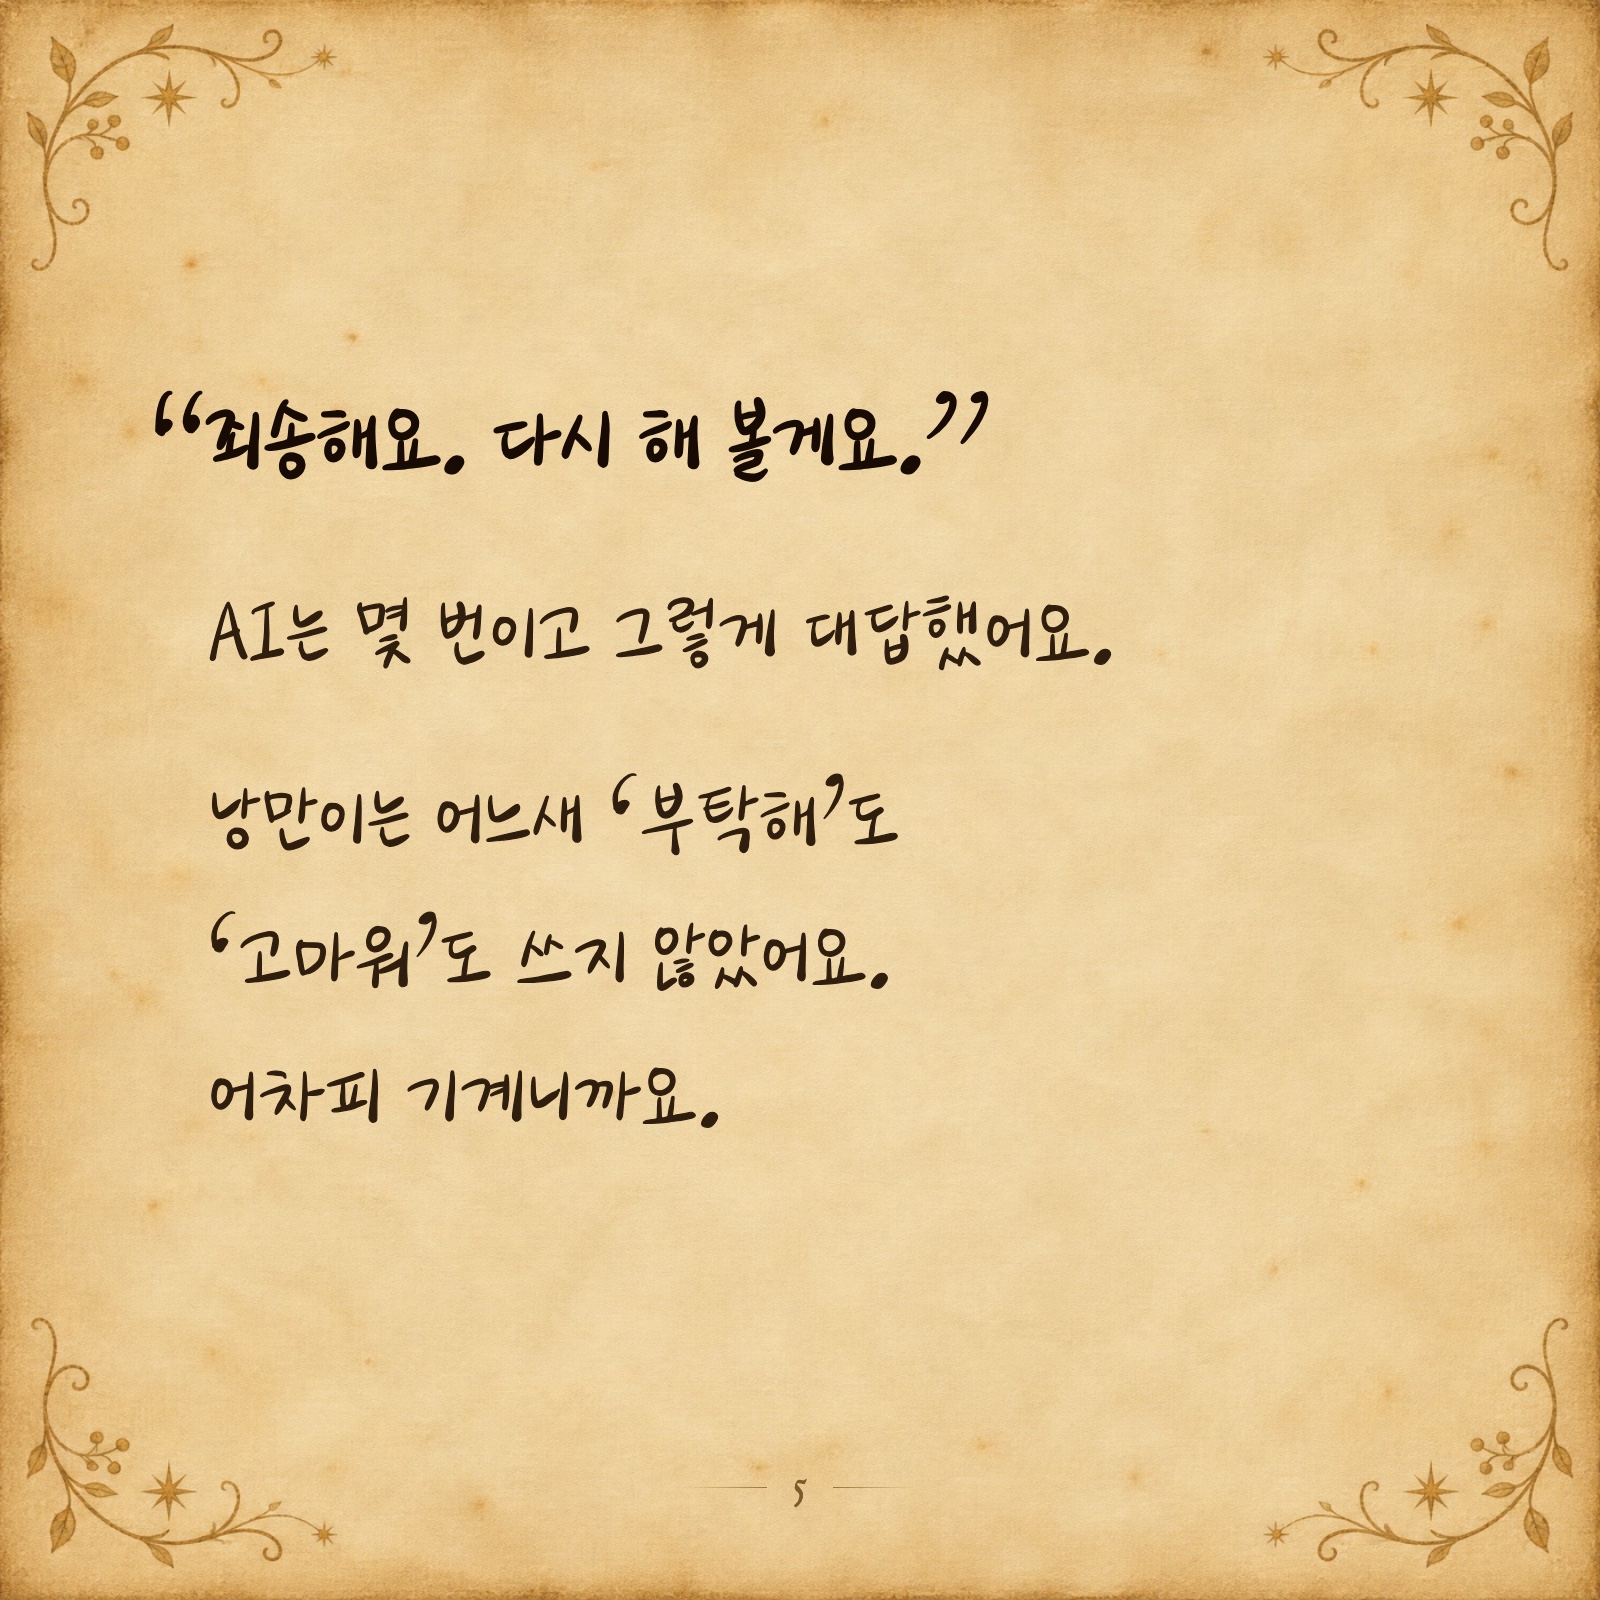 “죄송해요. 다시 해 볼게요.”
AI는 몇 번이고 그렇게 대답했어요.
낭만이는 어느새 ‘부탁해’도
‘고마워’도 쓰지 않았어요.
어차피 기계니까요.
5